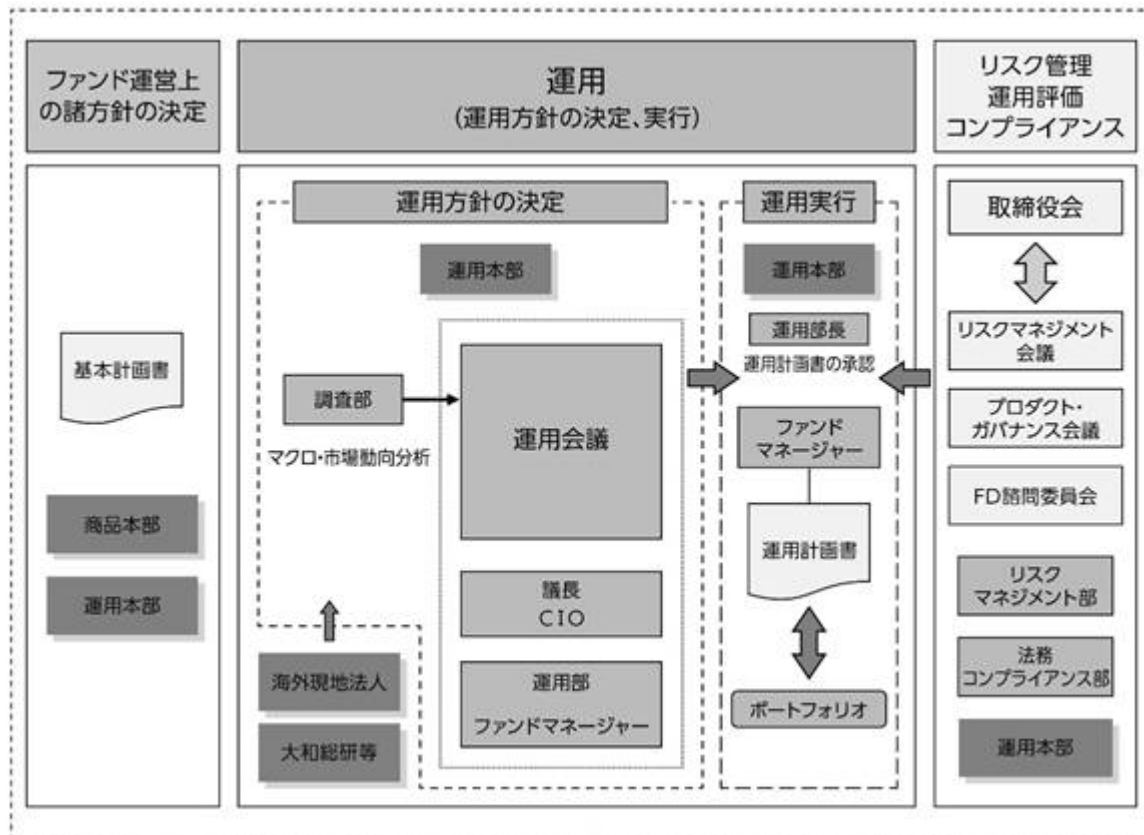 ファンド運営上
の諸方針の決定
運用
(運用方針の決定、実行)
リスク管理
運用評価
コンプライアンス
基本計画書
商品本部
運用本部
運用方針の決定
運用本部
調査部
マクロ・市場動向分析
運用会議
議長
CIO
運用部
ファンドマネージャー
海外現地法人
大和総研等
運用実行
運用本部
運用部長
運用計画書の承認
ファンド
マネージャー
運用計画書
ポートフォリオ
取締役会
リスクマネジメント
会議
プロダクト・
ガバナンス会議
FD諮問委員会
リスク
マネジメント部
法務
コンプライアンス部
運用本部